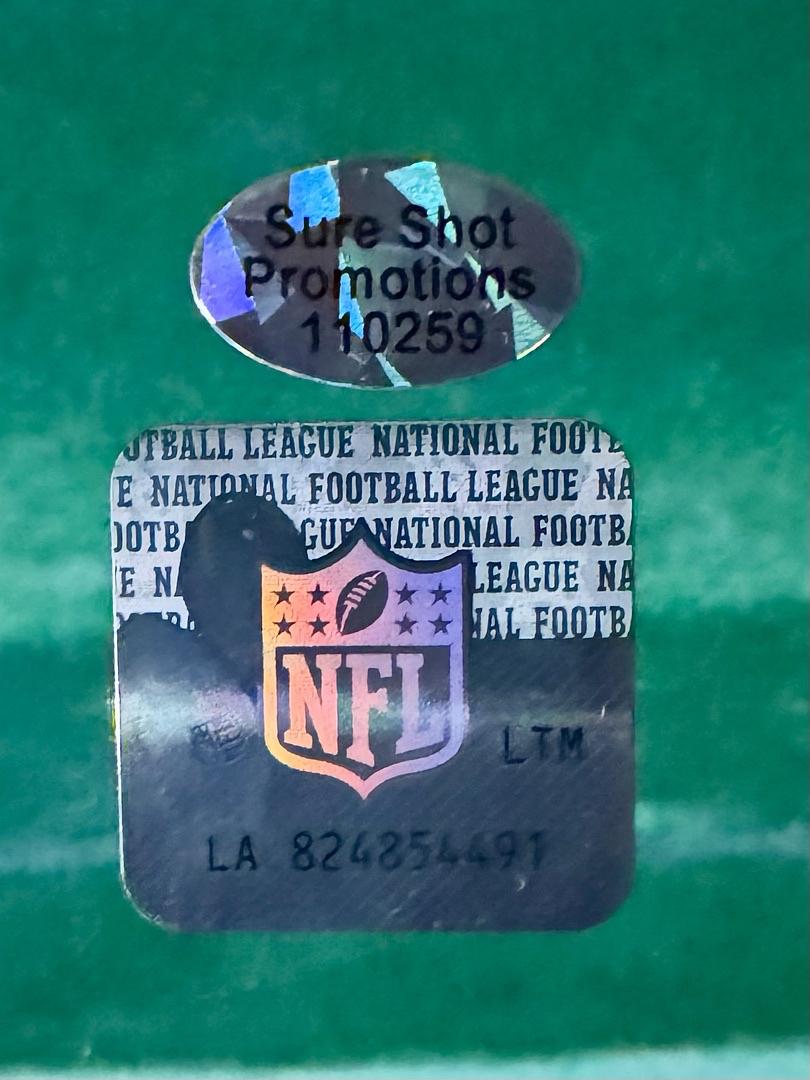 Sure Shot
Promotions
110259
OTBALL LEAGUE NATIONAL FOOTB
E NATIONAL FOOTBALL LEAGUE NA
OOTB GUE NATIONAL FOOTBA
E NA LEAGUE NA
NAL FOOTB
NFL
LTM
LA 824854491